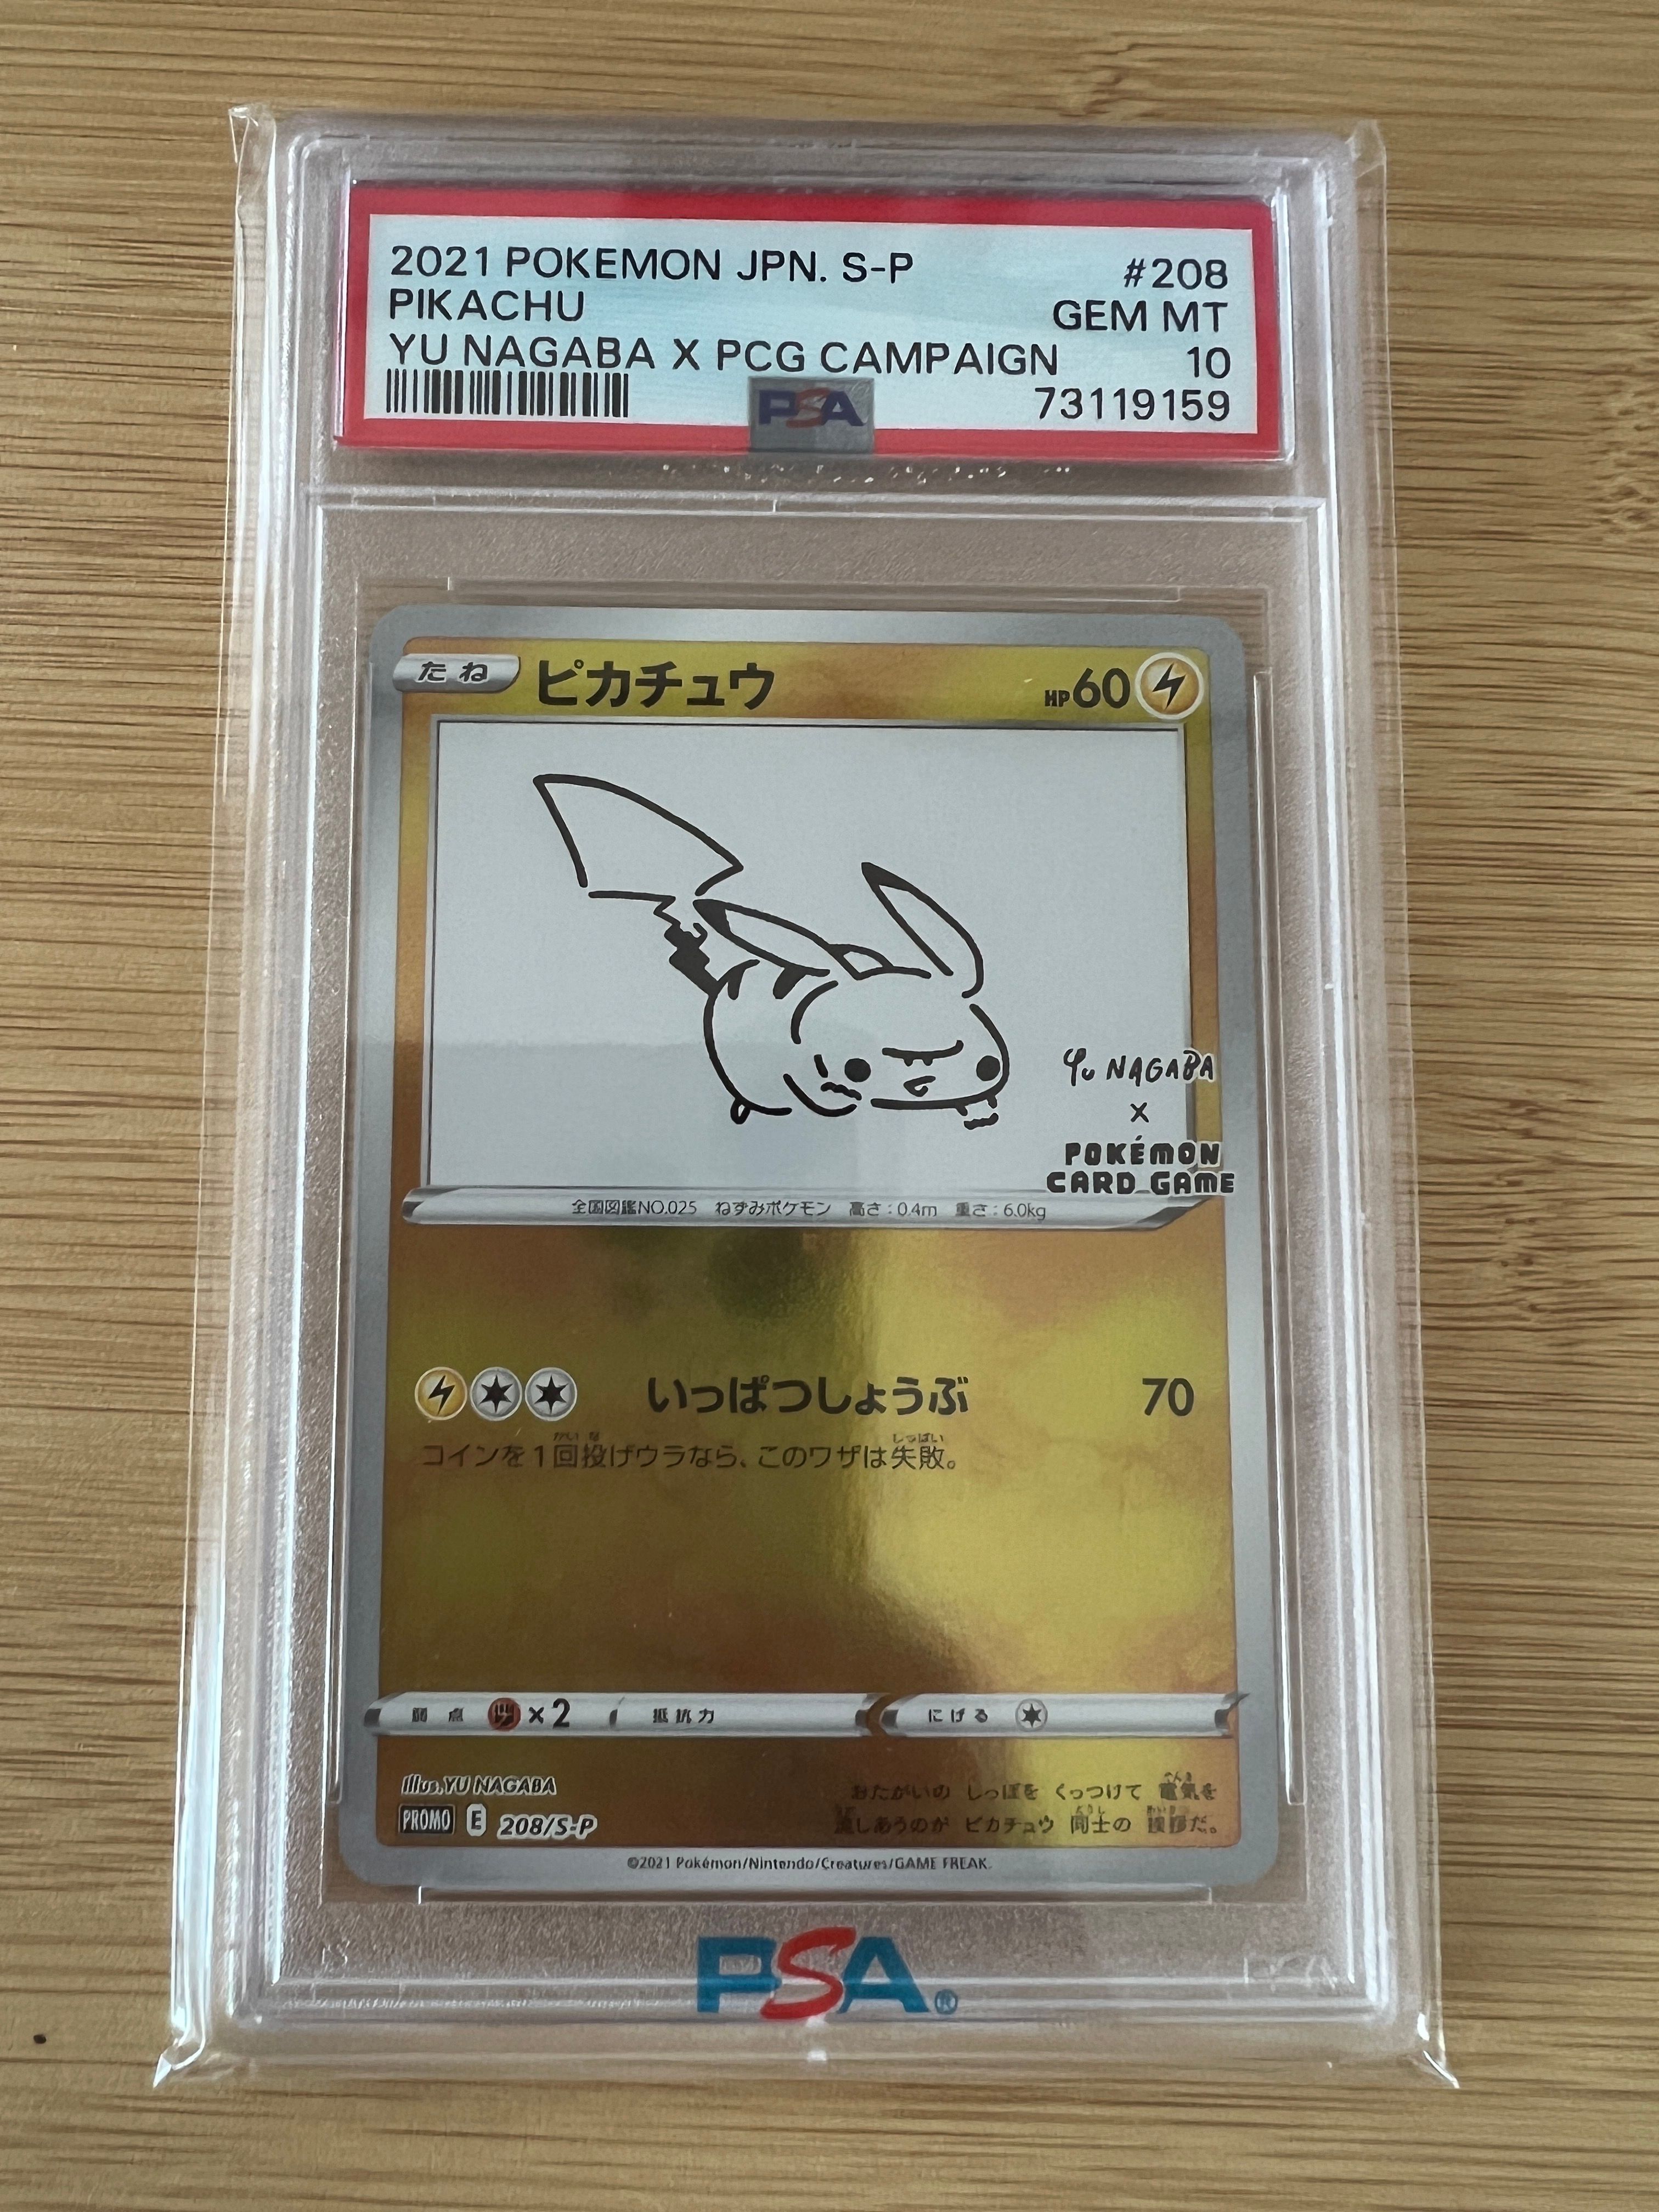 2021 POKEMON JPN. S-P #208
PIKACHU GEM MT
YU NAGABA X PCG CAMPAIGN 10
PSA 73119159
たね ピカチュウ HP60
YU NAGABA
X
POKÉMON
CARD GAME
全国図鑑NO.025 ねずみポケモン 高さ:0.4m 重さ:6.0kg
いっぱつしょうぶ 70
コインを1回投げウラなら、このワザは失敗。
弱点 ×2 抵抗力 にげる
Illus.YU NAGABA
おたがいの しっぽを くっつけて 電気を
PROMO E 208/S-P
流しあうのが ピカチュウ 同士の 挨拶だ。
©2021 Pokémon/Nintendo/Creatures/GAME FREAK.
PSA®